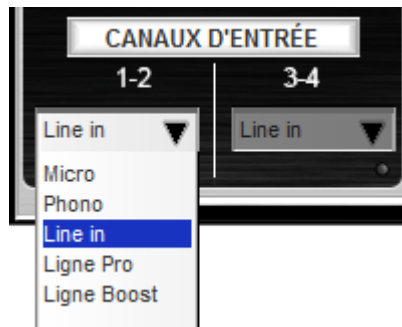 CANAUX D'ENTRÉE
1-2 3-4
Line in Line in
Micro
Phono
Line in
Ligne Pro
Ligne Boost